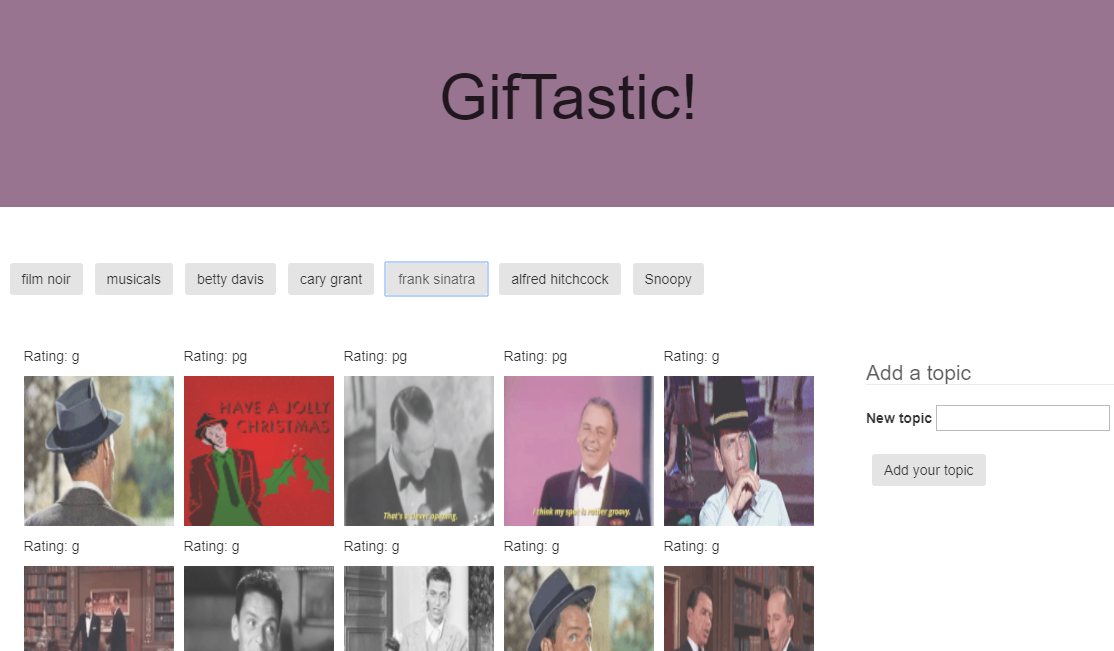 GifTastic!
film noir musicals betty davis cary grant frank sinatra alfred hitchcock Snoopy
Rating: g Rating: pg Rating: pg Rating: pg Rating: g
HAVE A JOLLY
CHRISTMAS
That's a clever opening.
I think my spot is rather groovy.
Add a topic
New topic
Add your topic
Rating: g Rating: g Rating: g Rating: g Rating: g